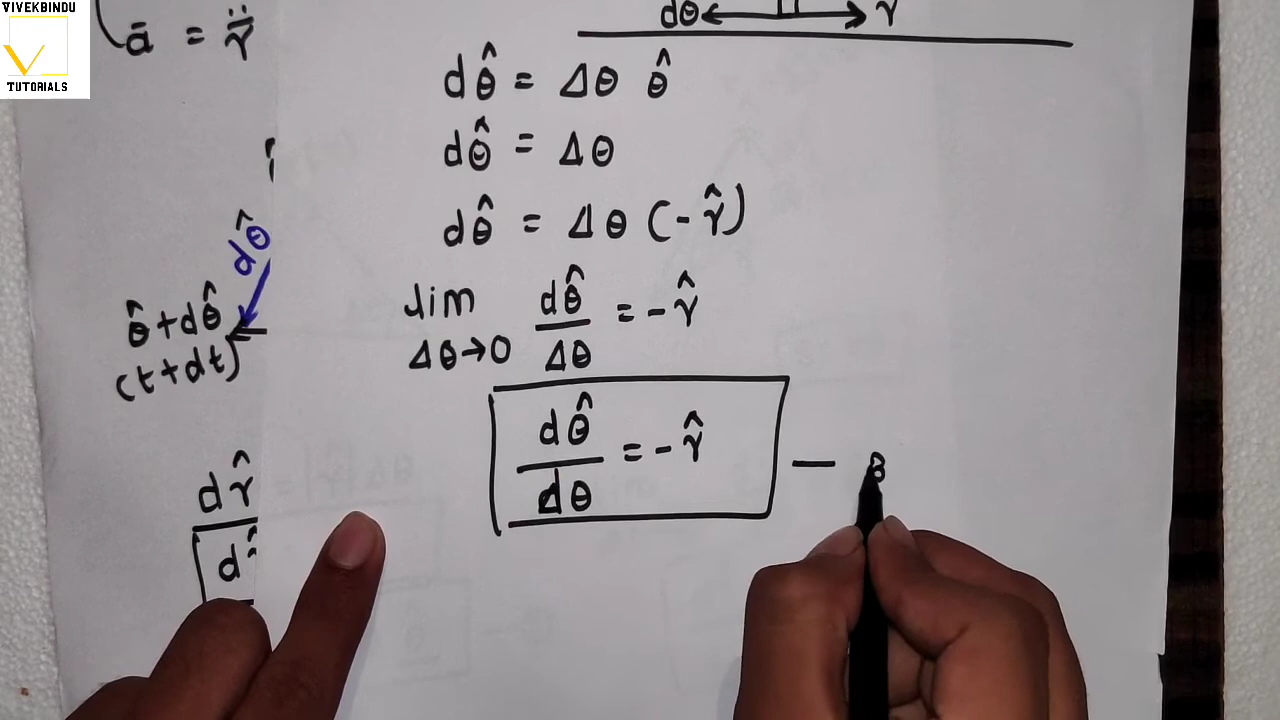 VIVEKBINDU
TUTORIALS
ā = r̈
dθ r
dθ̂ = Δθ θ̂
dθ̂ = Δθ
dθ̂ = Δθ (-r̂)
lim dθ̂/Δθ = -r̂
Δθ→0
dθ̂/dθ = -r̂ — B
dθ̂
θ̂+dθ̂
(t+dt)
dr̂
d